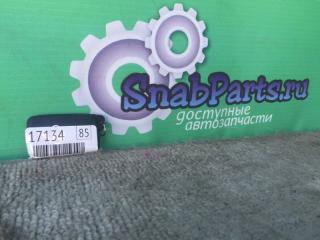 SnabParts.ru
доступные
автозапчасти
17134 85